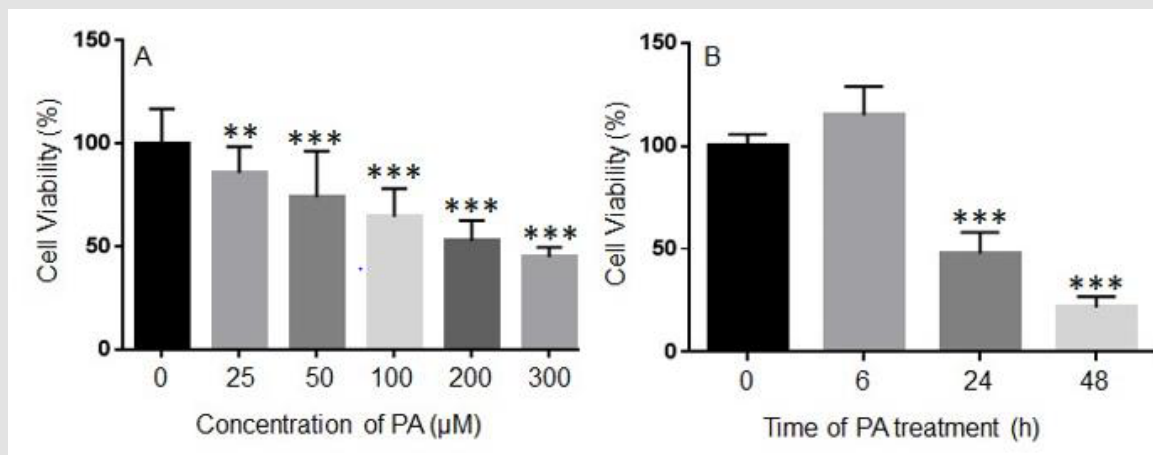 A
Cell Viability (%)
150
100
50
0
** *** *** *** ***
0 25 50 100 200 300
Concentration of PA (µM)
B
Cell Viability (%)
150
100
50
0
*** ***
0 6 24 48
Time of PA treatment (h)